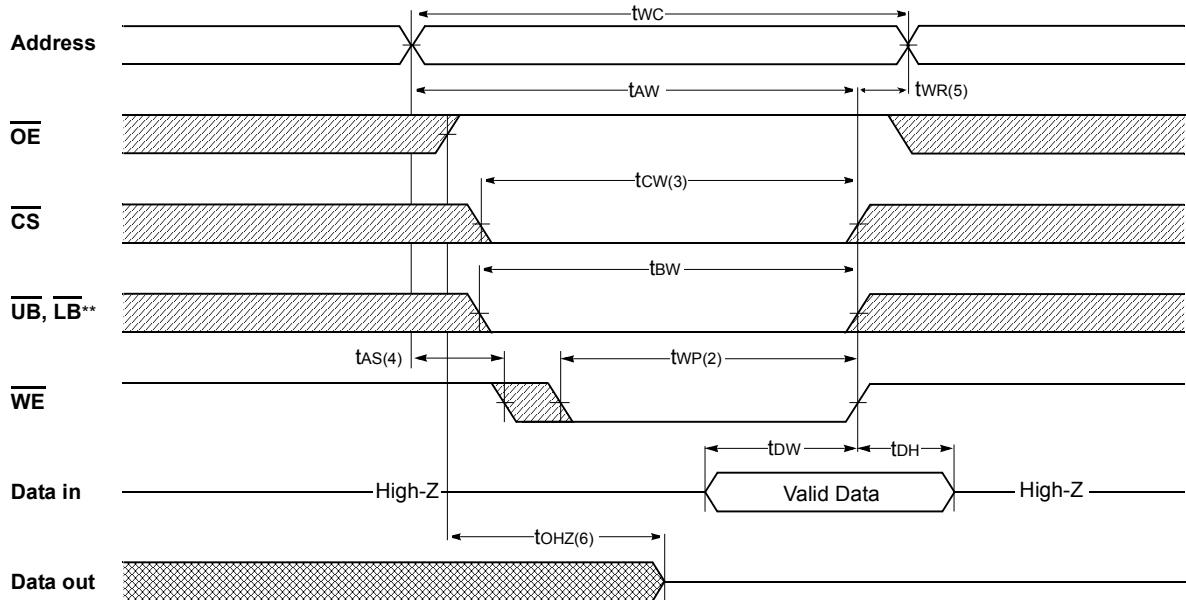 tWC
Address
tAW
tWR(5)
OE
tCW(3)
CS
tBW
UB, LB**
tAS(4)
tWP(2)
WE
tDW
tDH
Data in
High-Z
Valid Data
High-Z
tOHZ(6)
Data out